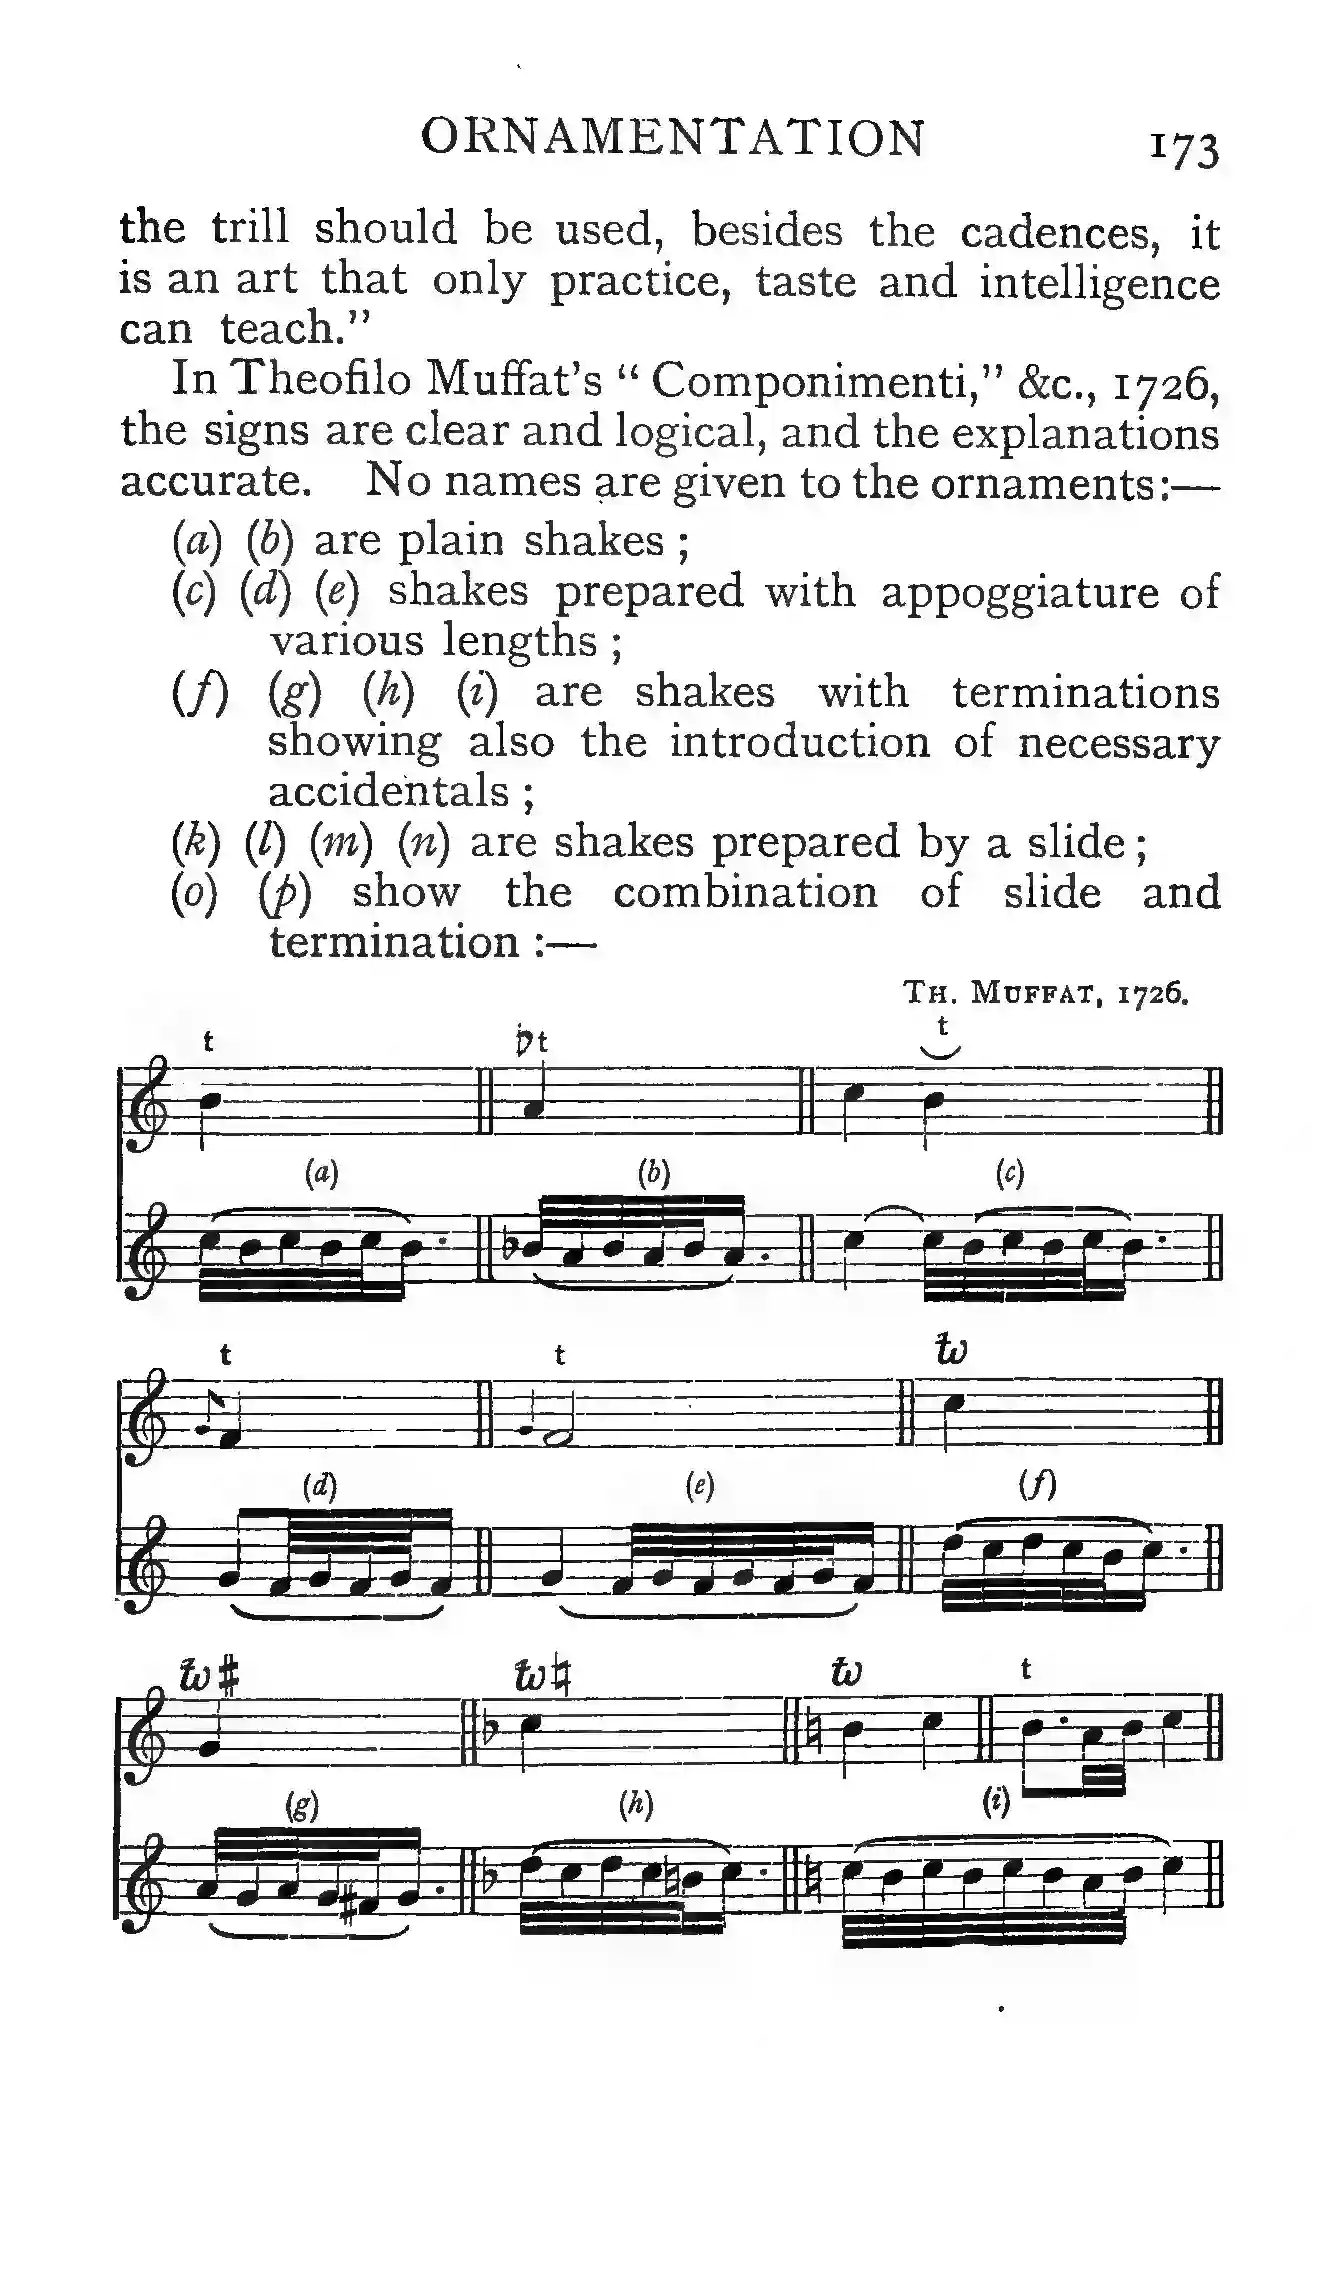 ORNAMENTATION 173
the trill should be used, besides the cadences, it
is an art that only practice, taste and intelligence
can teach.”
In Theofilo Muffat’s “ Componimenti,” &c., 1726,
the signs are clear and logical, and the explanations
accurate. No names are given to the ornaments:—
(a) (b) are plain shakes ;
(c) (d) (e) shakes prepared with appoggiature of
various lengths ;
(f) (g) (h) (i) are shakes with terminations
showing also the introduction of necessary
accidentals ;
(k) (l) (m) (n) are shakes prepared by a slide ;
(o) (p) show the combination of slide and
termination :—
TH. MUFFAT, 1726.
t ♭t t
(a) (b) (c)
t t tw
(d) (e) (f)
tw♯ tw♮ tw t
(g) (h) (i)